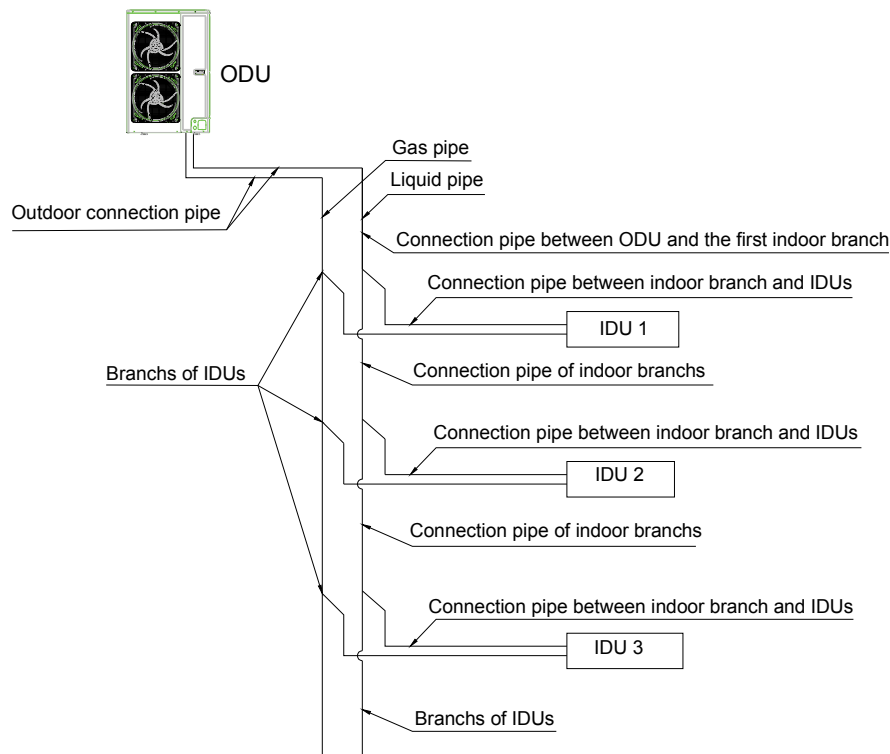 ODU
Gas pipe
Liquid pipe
Outdoor connection pipe
Connection pipe between ODU and the first indoor branch
Connection pipe between indoor branch and IDUs
IDU 1
Branchs of IDUs
Connection pipe of indoor branchs
Connection pipe between indoor branch and IDUs
IDU 2
Connection pipe of indoor branchs
Connection pipe between indoor branch and IDUs
IDU 3
Branchs of IDUs